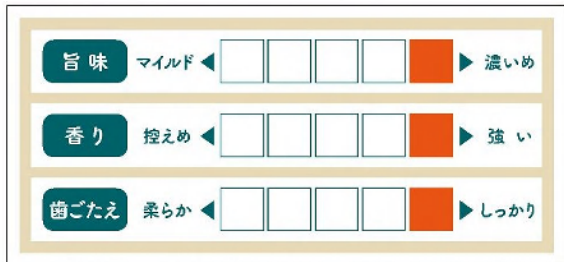 旨味 マイルド ◀ ▶ 濃いめ
香り 控えめ ◀ ▶ 強い
歯ごたえ 柔らか ◀ ▶ しっかり